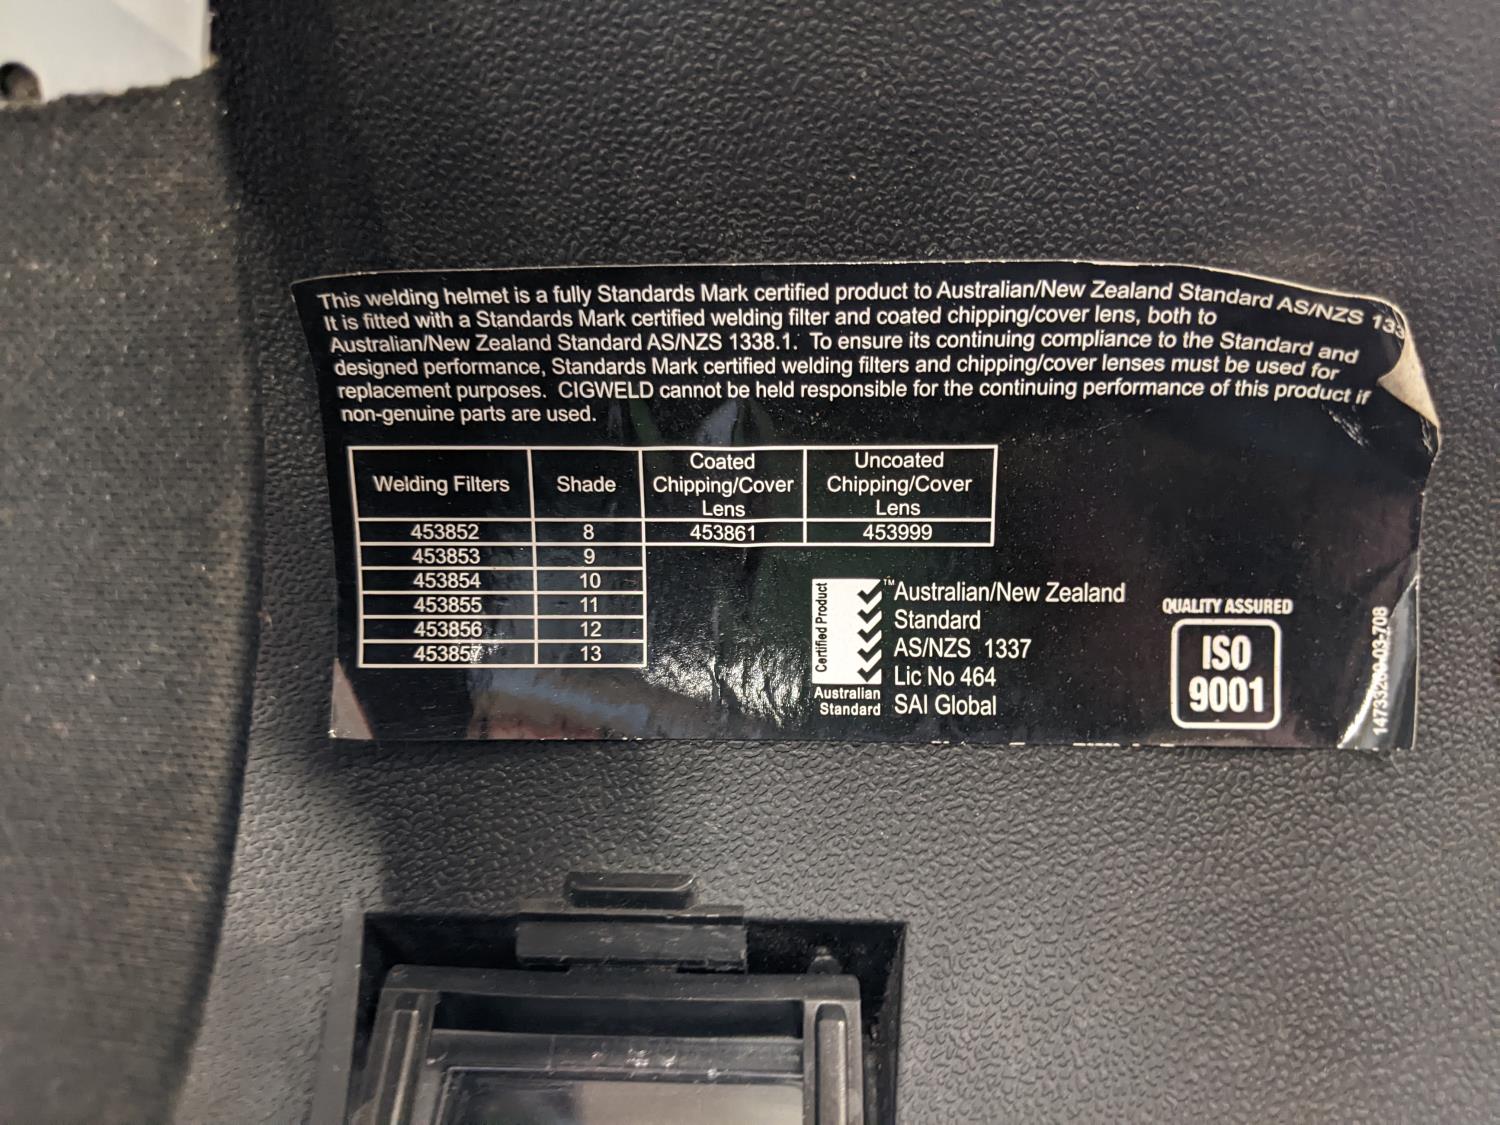 This welding helmet is a fully Standards Mark certified product to Australian/New Zealand Standard AS/NZS
It is fitted with a Standards Mark certified welding filter and coated chipping/cover lens, both to
Australian/New Zealand Standard AS/NZS 1338.1. To ensure its continuing compliance to the Standard and
designed performance, Standards Mark certified welding filters and chipping/cover lenses must be used for
replacement purposes. CIGWELD cannot be held responsible for the continuing performance of this product if
non-genuine parts are used.
Welding Filters Shade Coated Chipping/Cover Lens Uncoated Chipping/Cover Lens
453852 8 453861 453999
453853 9
453854 10
453855 11
453856 12
453857 13
Certified Product
Australian
Standard
™Australian/New Zealand
Standard
AS/NZS 1337
Lic No 464
SAI Global
QUALITY ASSURED
ISO
9001